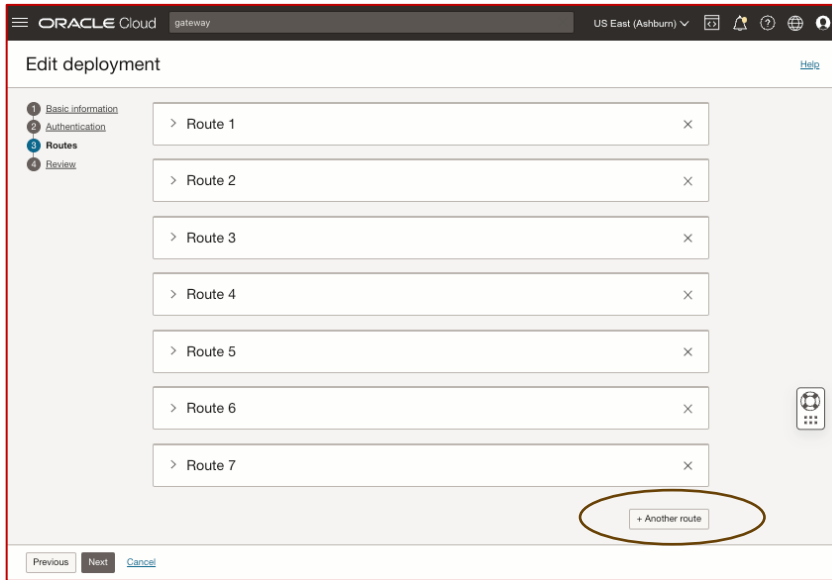 ORACLE Cloud
gateway
US East (Ashburn)
Edit deployment
Help
1 Basic information
2 Authentication
3 Routes
4 Review
Route 1
Route 2
Route 3
Route 4
Route 5
Route 6
Route 7
+ Another route
Previous
Next
Cancel